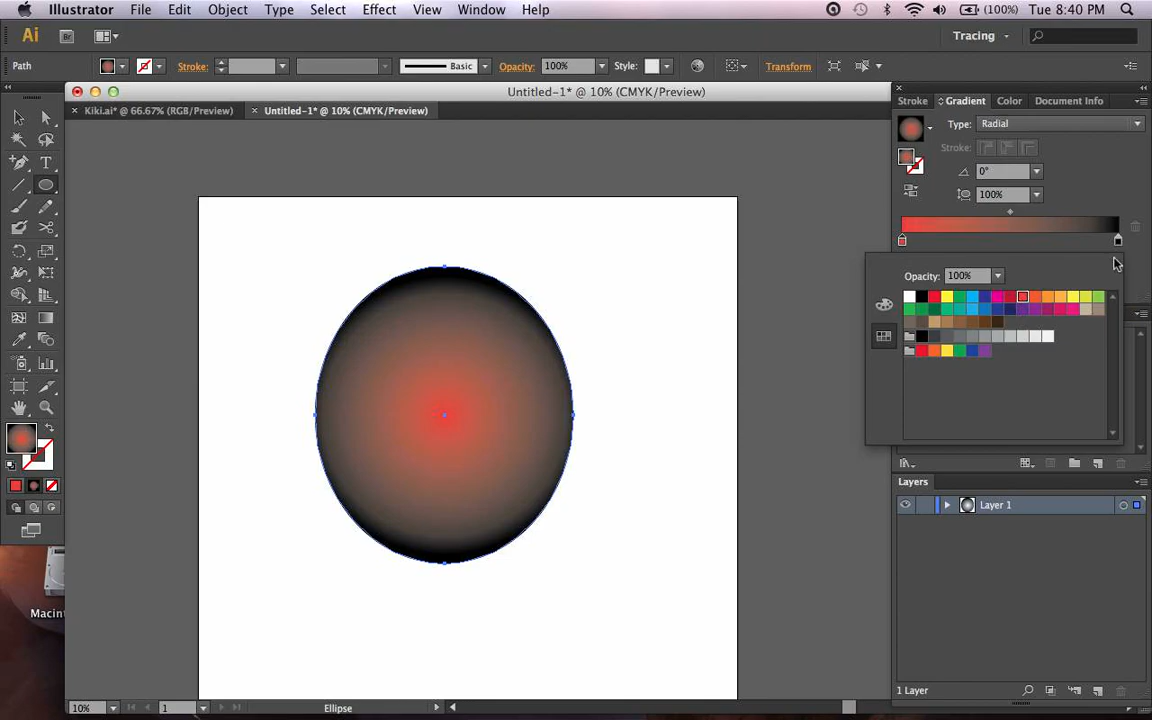 Illustrator File Edit Object Type Select Effect View Window Help (100%) Tue 8:40 PM
Ai Br Tracing
Path Stroke: Basic Opacity: 100% Style: Transform
Untitled-1* @ 10% (CMYK/Preview)
× Kiki.ai* @ 66.67% (RGB/Preview) × Untitled-1* @ 10% (CMYK/Preview)
Stroke Gradient Color Document Info
Type: Radial
Stroke:
0°
100%
Opacity: 100%
Layers
Layer 1
Macin
1 Layer
10% 1 Ellipse